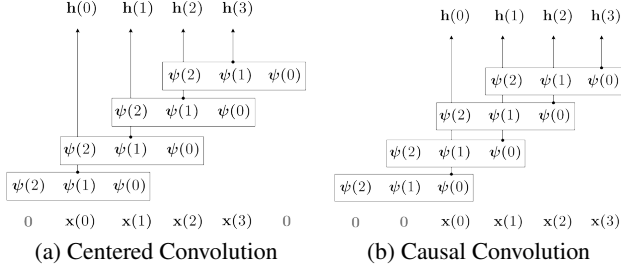 h(0) h(1) h(2) h(3)
ψ(2) ψ(1) ψ(0)
ψ(2) ψ(1) ψ(0)
ψ(2) ψ(1) ψ(0)
ψ(2) ψ(1) ψ(0)
0 x(0) x(1) x(2) x(3) 0
(a) Centered Convolution
h(0) h(1) h(2) h(3)
ψ(2) ψ(1) ψ(0)
ψ(2) ψ(1) ψ(0)
ψ(2) ψ(1) ψ(0)
ψ(2) ψ(1) ψ(0)
0 0 x(0) x(1) x(2) x(3)
(b) Causal Convolution